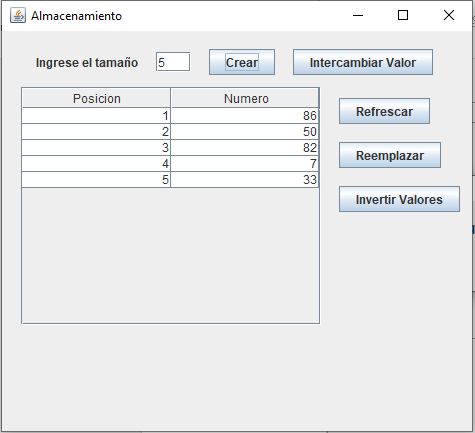 Almacenamiento
Ingrese el tamaño 5 Crear Intercambiar Valor
Posicion Numero
1 86
2 50
3 82
4 7
5 33
Refrescar
Reemplazar
Invertir Valores